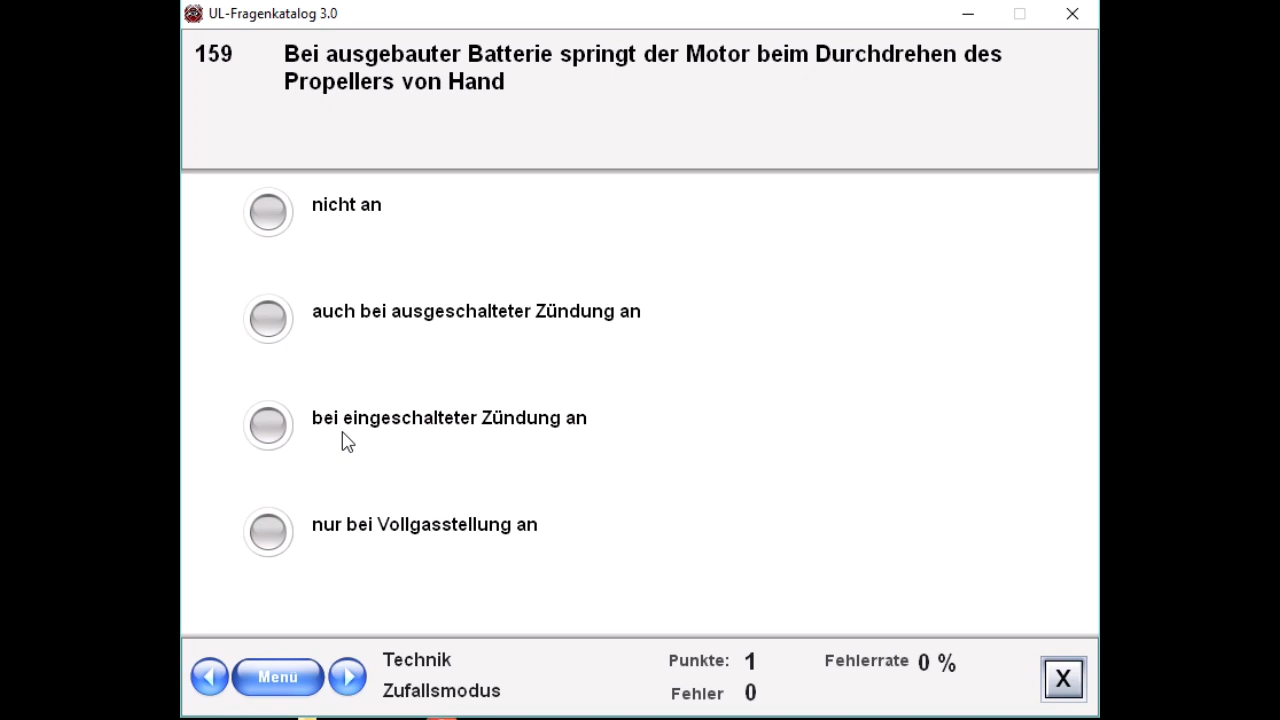 UL-Fragenkatalog 3.0
159 Bei ausgebauter Batterie springt der Motor beim Durchdrehen des
Propellers von Hand
nicht an
auch bei ausgeschalteter Zündung an
bei eingeschalteter Zündung an
nur bei Vollgasstellung an
Menü
Technik
Zufallsmodus
Punkte: 1
Fehler 0
Fehlerrate 0 %
X